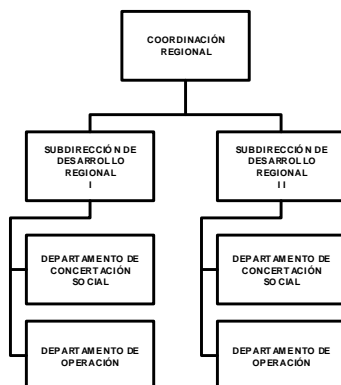 COORDINACIÓN
REGIONAL
SUBDIRECCIÓN DE
DESARROLLO
REGIONAL
I
SUBDIRECCIÓN DE
DESARROLLO
REGIONAL
II
DEPARTAMENTO DE
CONCERTACIÓN
SOCIAL
DEPARTAMENTO DE
CONCERTACIÓN
SOCIAL
DEPARTAMENTO DE
OPERACIÓN
DEPARTAMENTO DE
OPERACIÓN